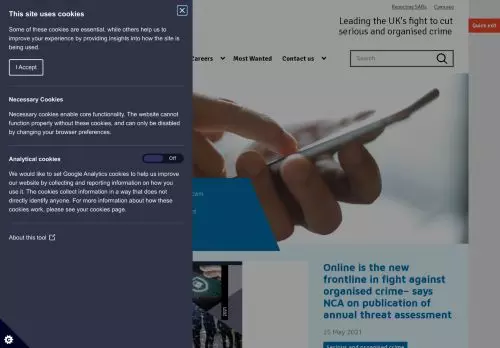 This site uses cookies
Some of these cookies are essential, while others help us to
improve your experience by providing insights into how the site is
being used.
I Accept
Necessary Cookies
Necessary cookies enable core functionality. The website cannot
function properly without these cookies, and can only be disabled
by changing your browser preferences.
Analytical cookies
Off
We would like to set Google Analytics cookies to help us improve
our website by collecting and reporting information on how you
use it. The cookies collect information in a way that does not
directly identify anyone. For more information about how these
cookies work, please see your cookies page.
About this tool
Reporting SARs
Leading the UK's fight to cut
serious and organised crime
Quick exit
Careers
Most Wanted
Contact us
Search
Online is the new
frontline in fight against
organised crime– says
NCA on publication of
annual threat assessment
25 May 2021
Serious and organised crime